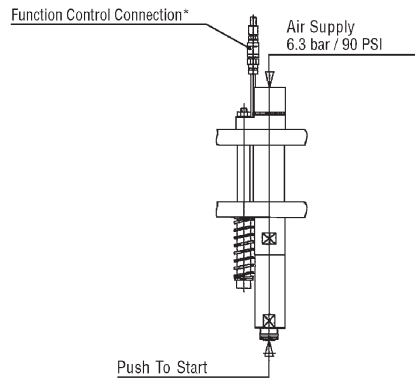 Function Control Connection*
Air Supply
6.3 bar / 90 PSI
Push To Start